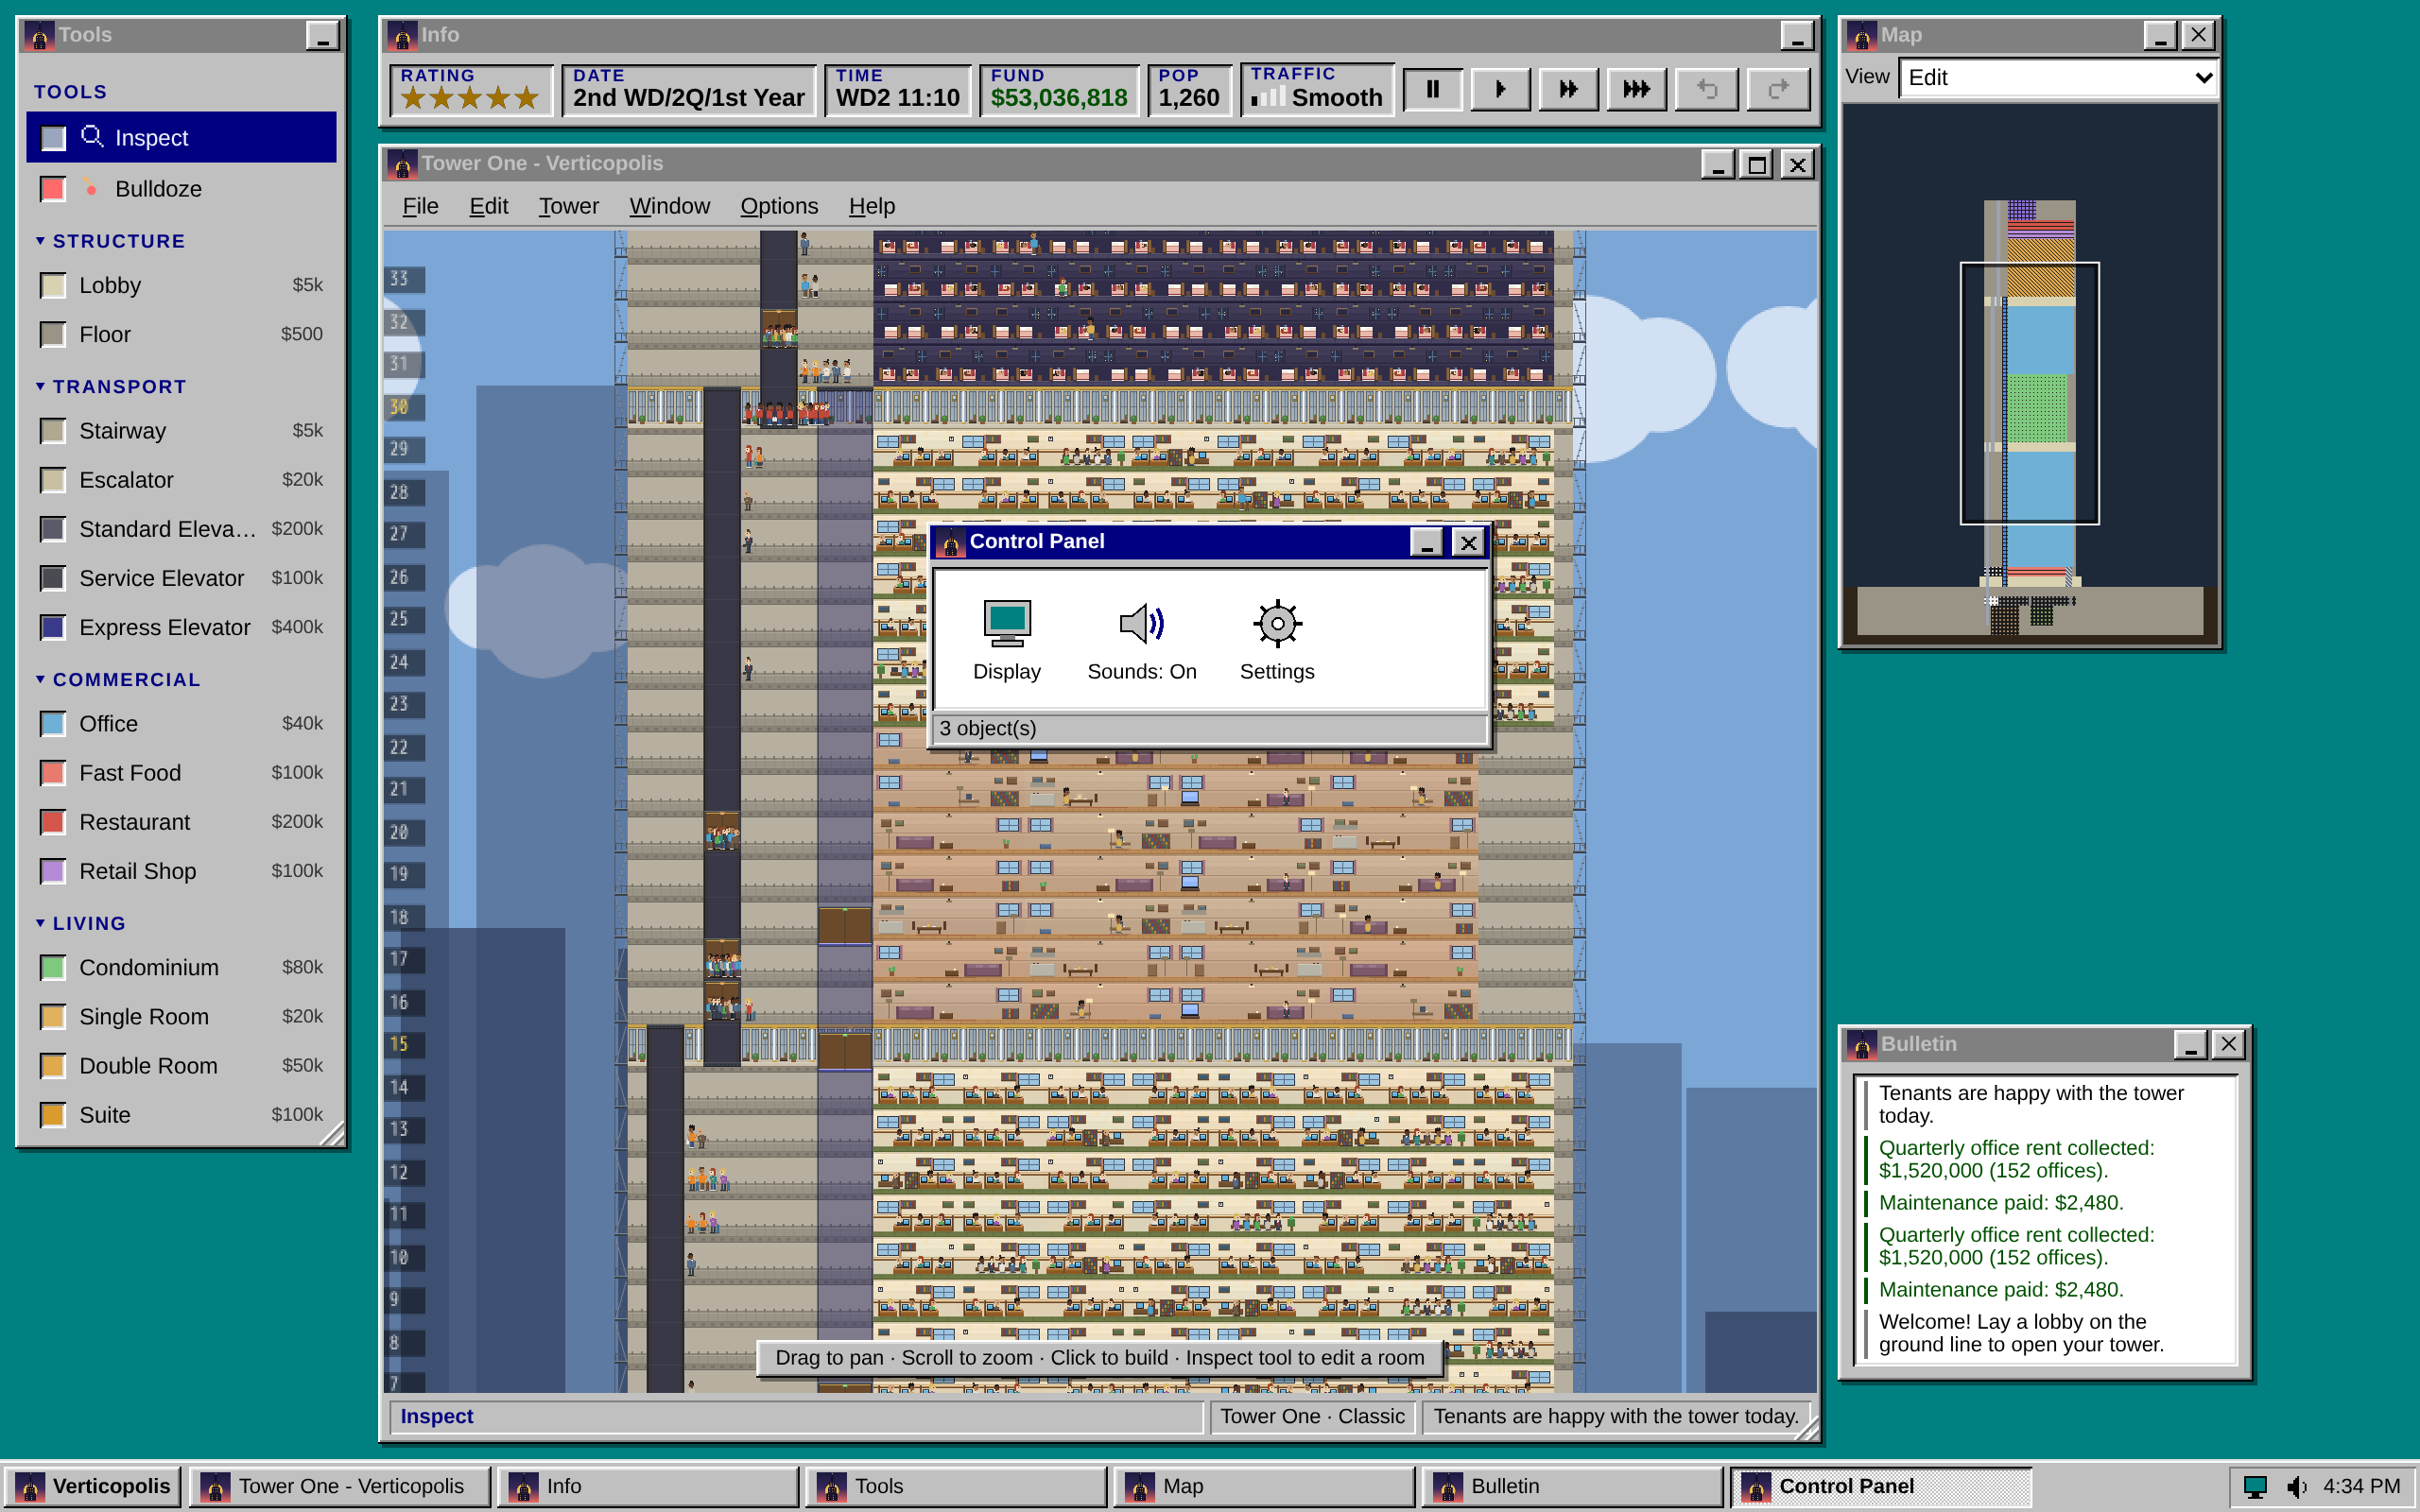 Tools
TOOLS
Inspect
Bulldoze
STRUCTURE
Lobby $5k
Floor $500
TRANSPORT
Stairway $5k
Escalator $20k
Standard Eleva… $200k
Service Elevator $100k
Express Elevator $400k
COMMERCIAL
Office $40k
Fast Food $100k
Restaurant $200k
Retail Shop $100k
LIVING
Condominium $80k
Single Room $20k
Double Room $50k
Suite $100k
Info
RATING
DATE
2nd WD/2Q/1st Year
TIME
WD2 11:10
FUND
$53,036,818
POP
1,260
TRAFFIC
Smooth
Tower One - Verticopolis
File Edit Tower Window Options Help
33
32
31
30
29
28
27
26
25
24
23
22
21
20
19
18
17
16
15
14
13
12
11
10
9
8
7
Control Panel
Display Sounds: On Settings
3 object(s)
Drag to pan · Scroll to zoom · Click to build · Inspect tool to edit a room
Inspect Tower One · Classic Tenants are happy with the tower today.
Map
View Edit
Bulletin
Tenants are happy with the tower
today.
Quarterly office rent collected:
$1,520,000 (152 offices).
Maintenance paid: $2,480.
Quarterly office rent collected:
$1,520,000 (152 offices).
Maintenance paid: $2,480.
Welcome! Lay a lobby on the
ground line to open your tower.
Verticopolis Tower One - Verticopolis Info Tools Map Bulletin Control Panel 4:34 PM